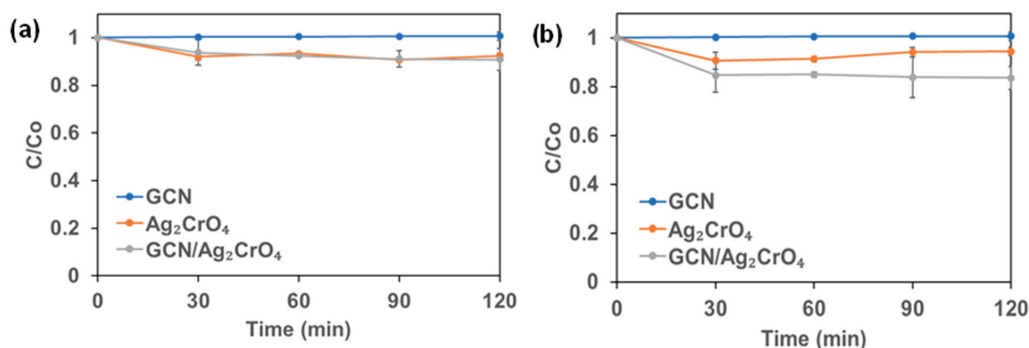 (a)
C/Co
1
0.8
0.6
0.4
0.2
0
GCN
Ag₂CrO₄
GCN/Ag₂CrO₄
0 30 60 90 120
Time (min)
(b)
C/Co
1
0.8
0.6
0.4
0.2
0
GCN
Ag₂CrO₄
GCN/Ag₂CrO₄
0 30 60 90 120
Time (min)